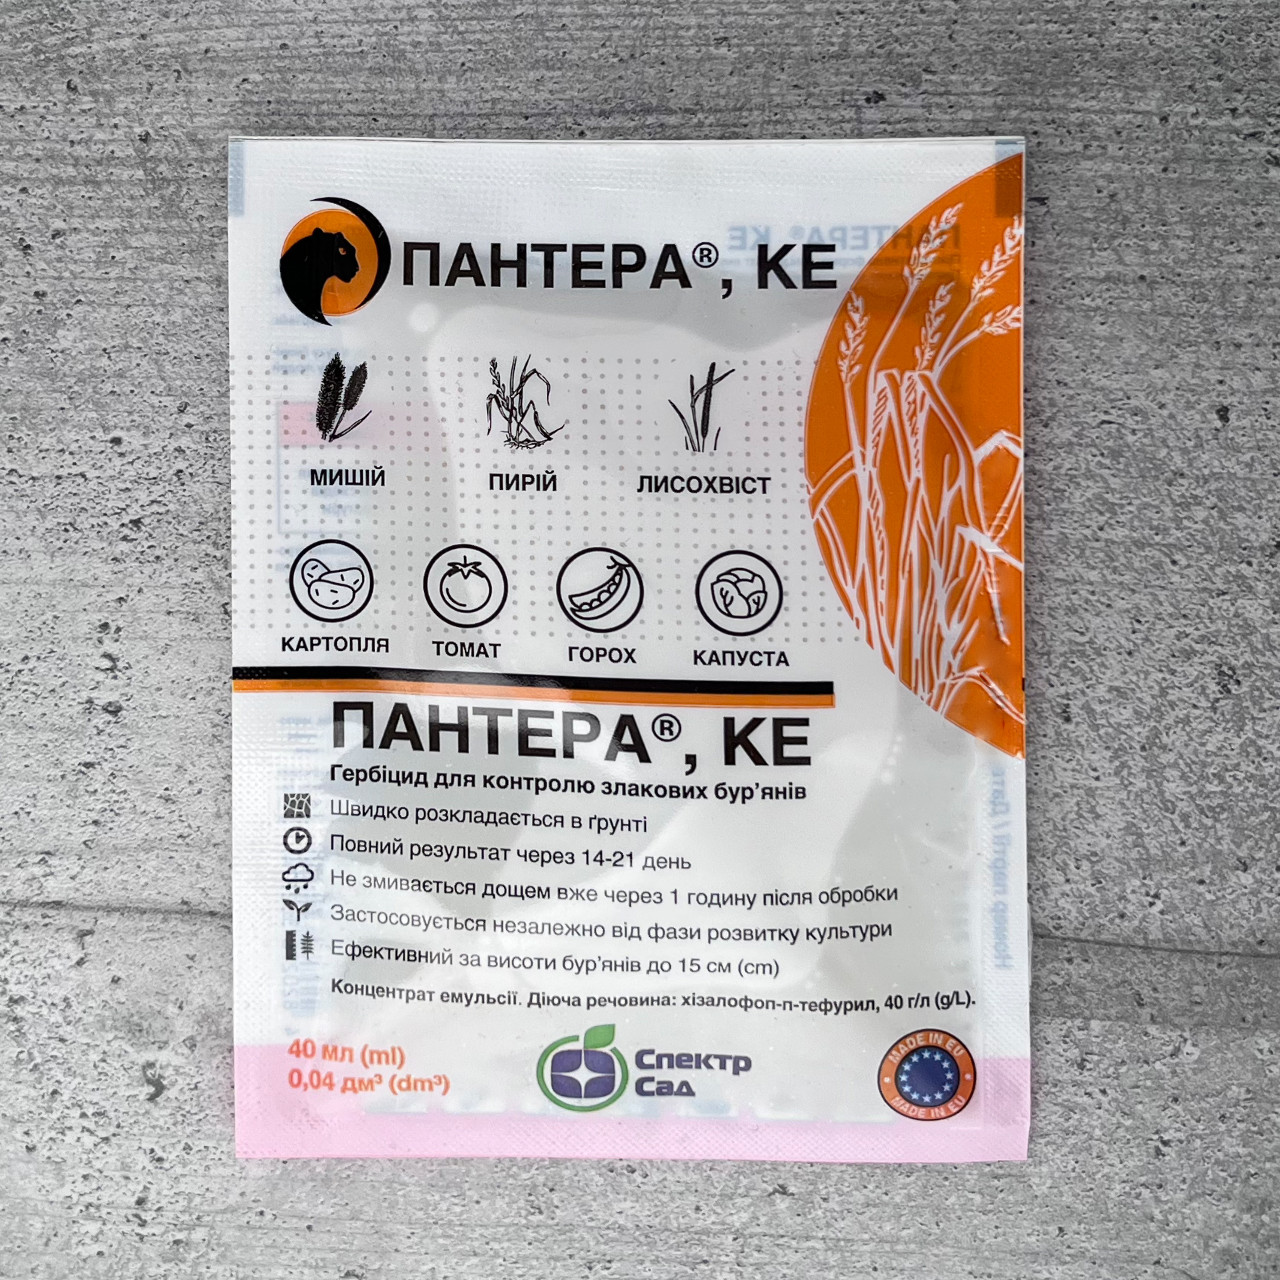 ПАНТЕРА®, КЕ
МИШІЙ
ПИРІЙ
ЛИСОХВІСТ
КАРТОПЛЯ
ТОМАТ
ГОРОХ
КАПУСТА
ПАНТЕРА®, КЕ
Гербіцид для контролю злакових бур'янів
Швидко розкладається в ґрунті
Повний результат через 14-21 день
Не змивається дощем вже через 1 годину після обробки
Застосовується незалежно від фази розвитку культури
Ефективний за висоти бур'янів до 15 см (cm)
Концентрат емульсії. Діюча речовина: хізалофоп-п-тефурил, 40 г/л (g/L).
40 мл (ml)
0,04 дм³ (dm³)
Спектр
Сад
MADE IN EU
MADE IN EU